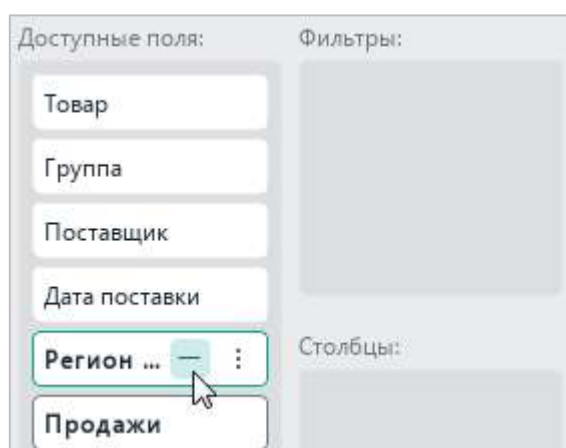 Доступные поля:
Фильтры:
Товар
Группа
Поставщик
Дата поставки
Регион ...
Столбцы:
Продажи